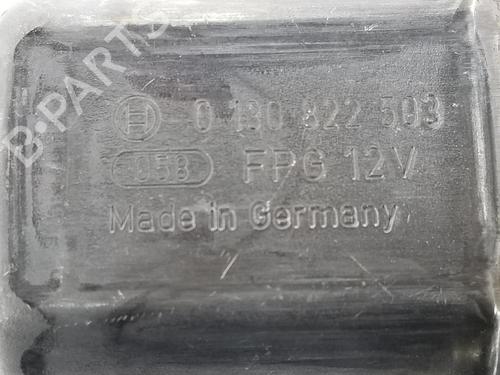 B-PARTS
0 130 822 503
058 FPG 12V
Made in Germany